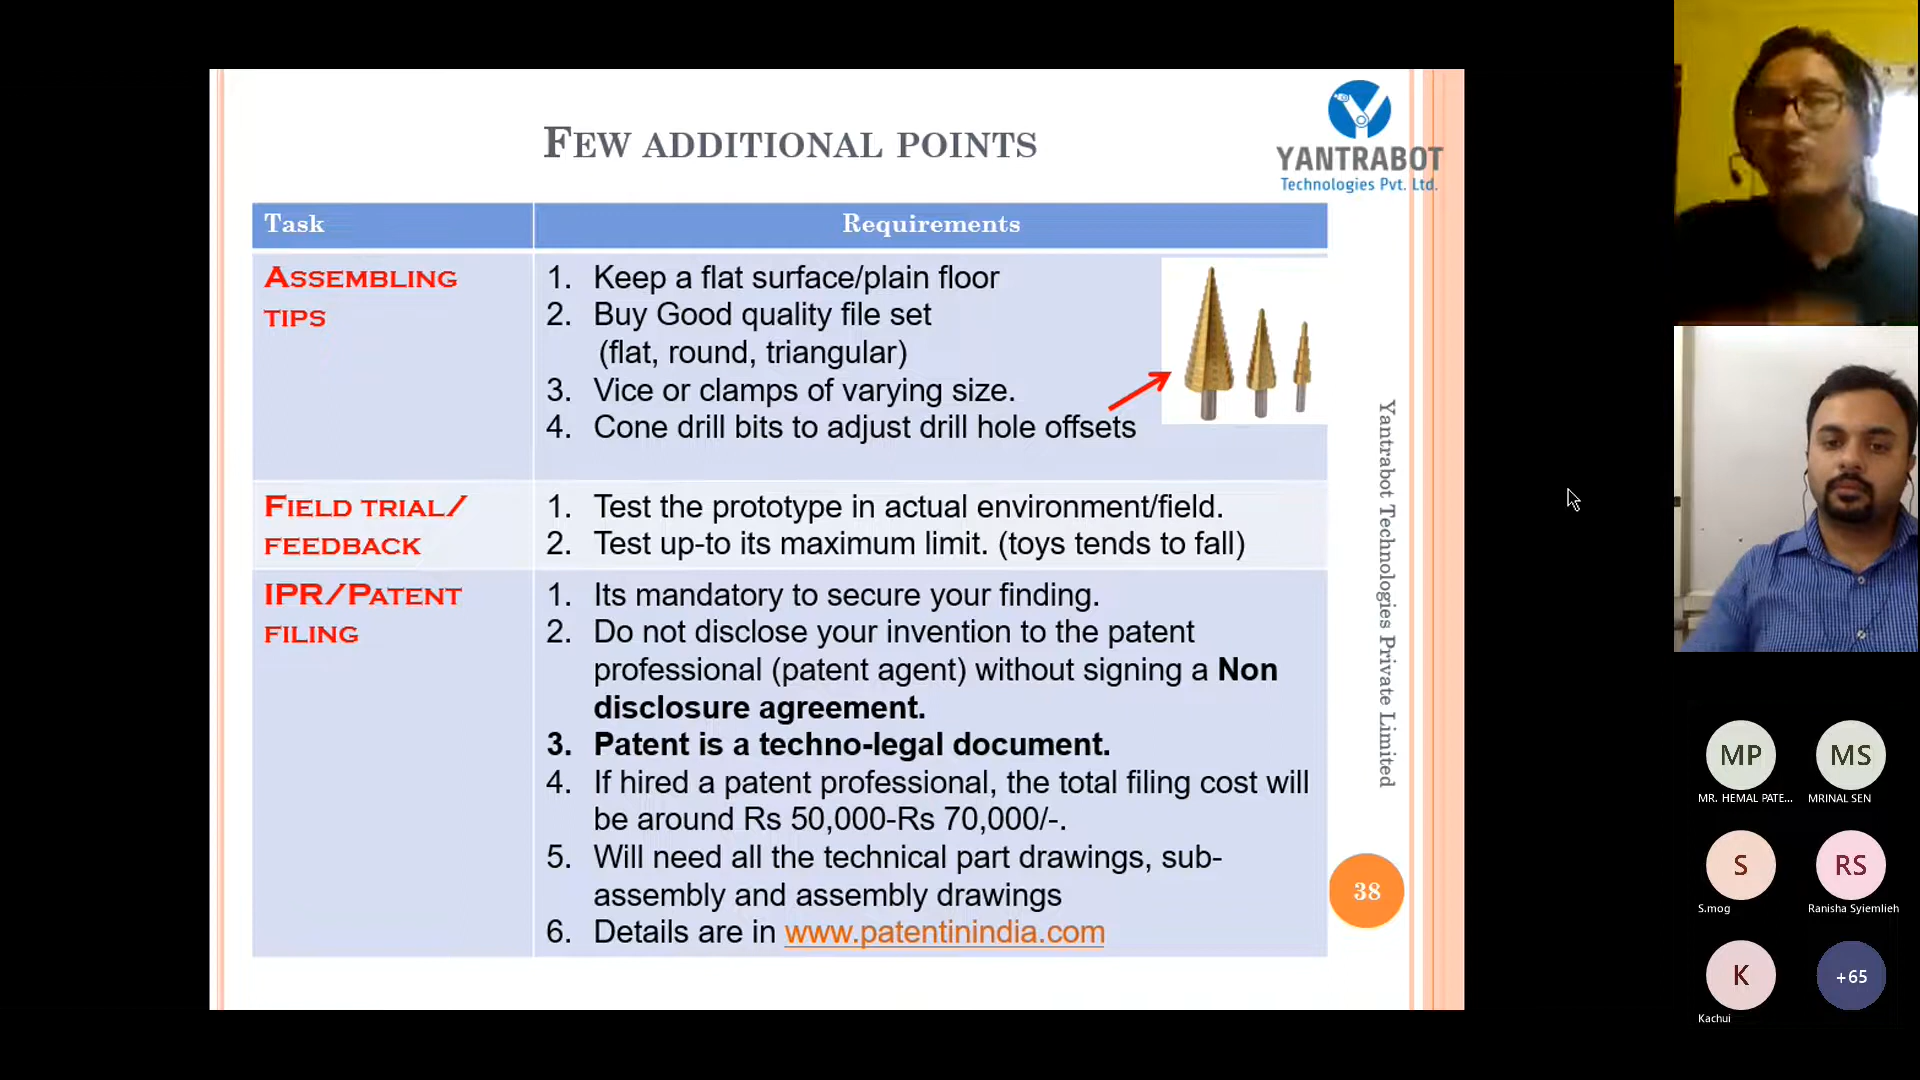 FEW ADDITIONAL POINTS
YANTRABOT
Technologies Pvt. Ltd.
Task
Requirements
ASSEMBLING
TIPS
1. Keep a flat surface/plain floor
2. Buy Good quality file set
(flat, round, triangular)
3. Vice or clamps of varying size.
4. Cone drill bits to adjust drill hole offsets
FIELD TRIAL/
FEEDBACK
1. Test the prototype in actual environment/field.
2. Test up-to its maximum limit. (toys tends to fall)
IPR/PATENT
FILING
1. Its mandatory to secure your finding.
2. Do not disclose your invention to the patent
professional (patent agent) without signing a Non
disclosure agreement.
3. Patent is a techno-legal document.
4. If hired a patent professional, the total filing cost will
be around Rs 50,000-Rs 70,000/-.
5. Will need all the technical part drawings, sub-
assembly and assembly drawings
6. Details are in www.patentinindia.com
Yantrabot Technologies Private Limited
38
MP
MR. HEMAL PATE...
MS
MRINAL SEN
S
S.mog
RS
Ranisha Syiemlieh
K
Kachui
+65